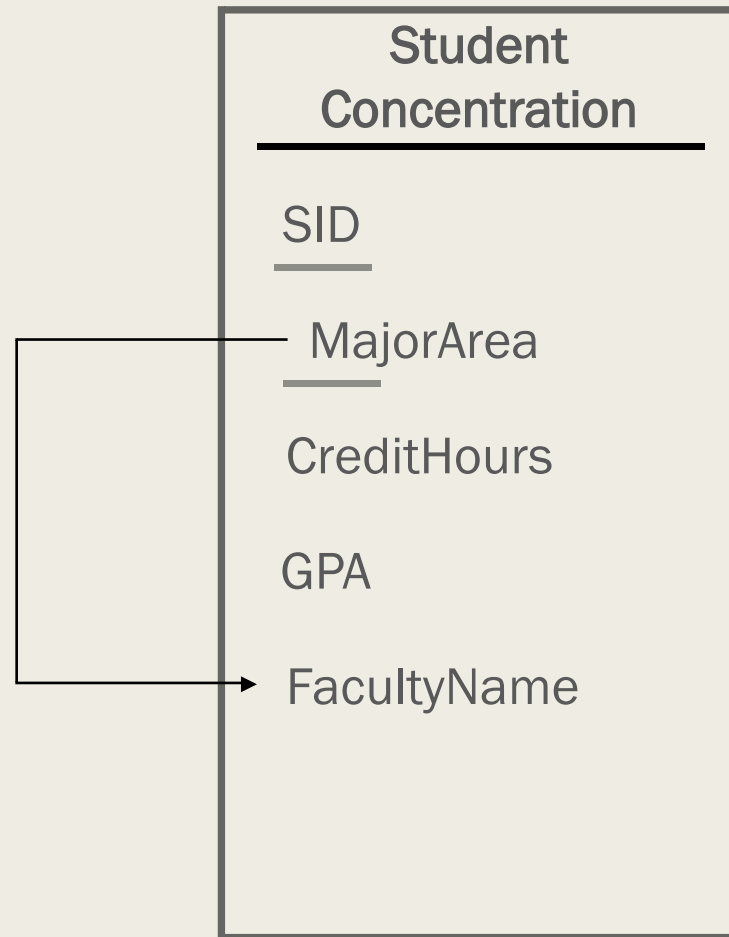 Student
Concentration
SID
MajorArea
CreditHours
GPA
FacultyName